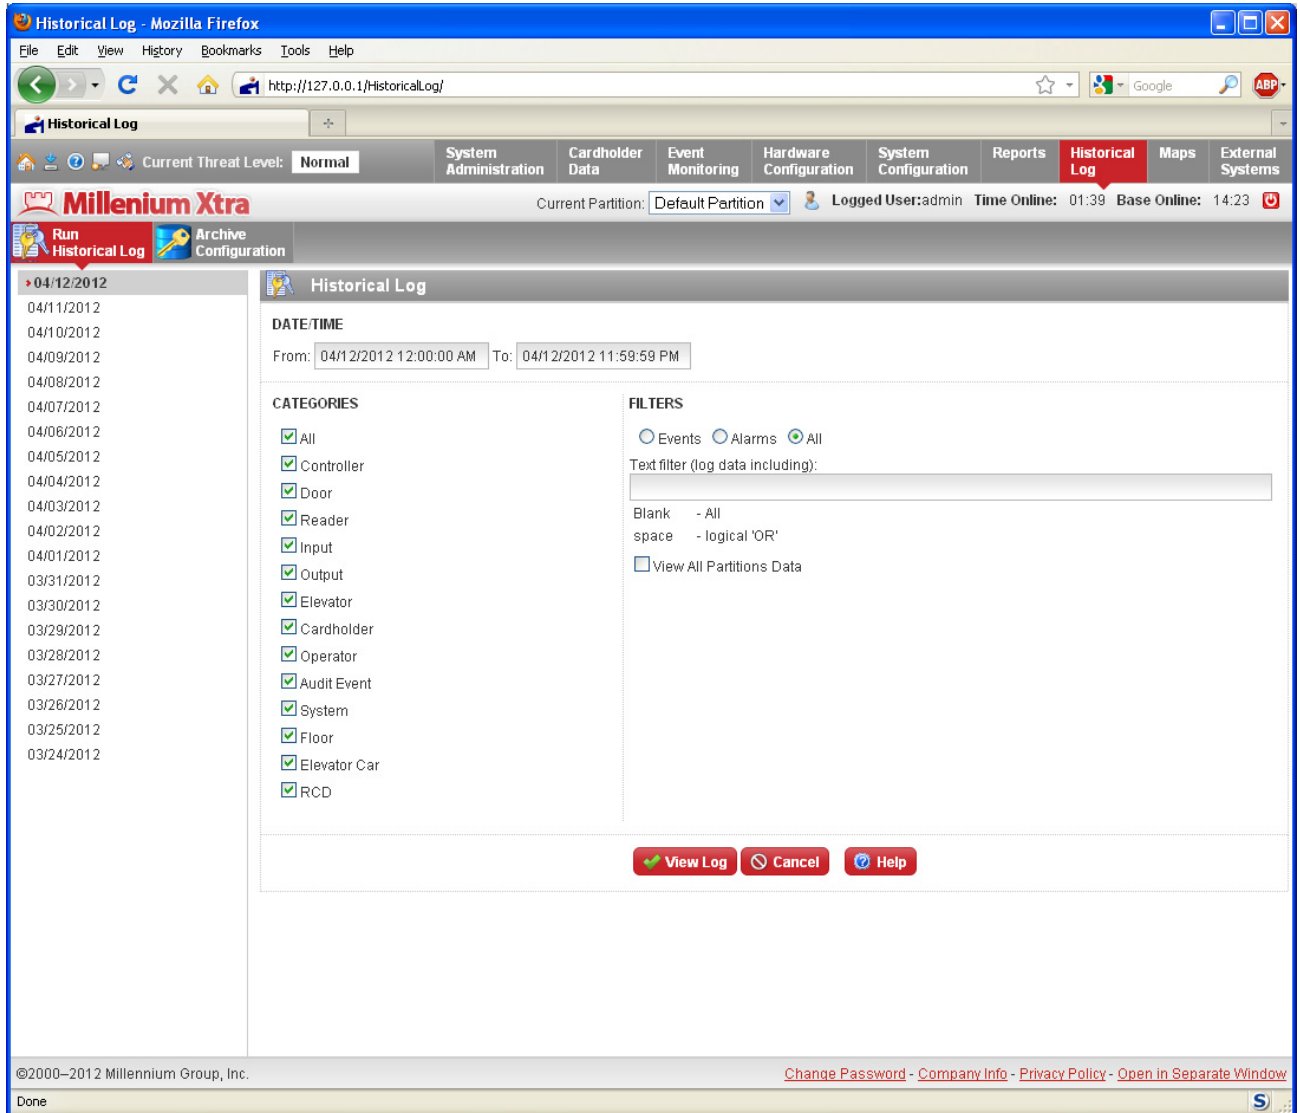 Historical Log - Mozilla Firefox
File Edit View History Bookmarks Tools Help
http://127.0.0.1/HistoricalLog/
Google
ABP
Historical Log
Current Threat Level: Normal
System Administration
Cardholder Data
Event Monitoring
Hardware Configuration
System Configuration
Reports
Historical Log
Maps
External Systems
Millenium Xtra
Current Partition: Default Partition Logged User:admin Time Online: 01:39 Base Online: 14:23
Run Historical Log
Archive Configuration
04/12/2012
04/11/2012
04/10/2012
04/09/2012
04/08/2012
04/07/2012
04/06/2012
04/05/2012
04/04/2012
04/03/2012
04/02/2012
04/01/2012
03/31/2012
03/30/2012
03/29/2012
03/28/2012
03/27/2012
03/26/2012
03/25/2012
03/24/2012
Historical Log
DATE/TIME
From: 04/12/2012 12:00:00 AM To: 04/12/2012 11:59:59 PM
CATEGORIES
All
Controller
Door
Reader
Input
Output
Elevator
Cardholder
Operator
Audit Event
System
Floor
Elevator Car
RCD
FILTERS
Events Alarms All
Text filter (log data including):
Blank - All
space - logical 'OR'
View All Partitions Data
View Log Cancel Help
©2000–2012 Millennium Group, Inc.
Change Password - Company Info - Privacy Policy - Open in Separate Window
Done
S